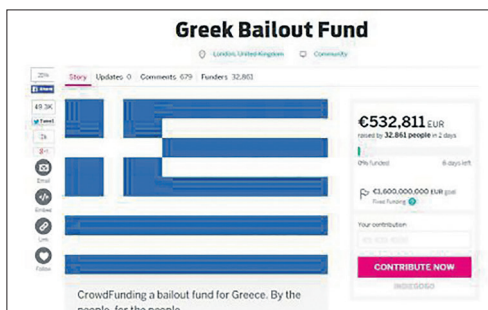 Greek Bailout Fund
London, United Kingdom Community
Story Updates 0 Comments 679 Funders 32,861
Share
49.3K
Tweet
Email
Embed
Link
Follow
€532,811 EUR
raised by 32,861 people in 2 days
0% funded 6 days left
€1,600,000,000 EUR goal
Fixed Funding
Your contribution
CONTRIBUTE NOW
INDIEGOGO
CrowdFunding a bailout fund for Greece. By the
people, for the people